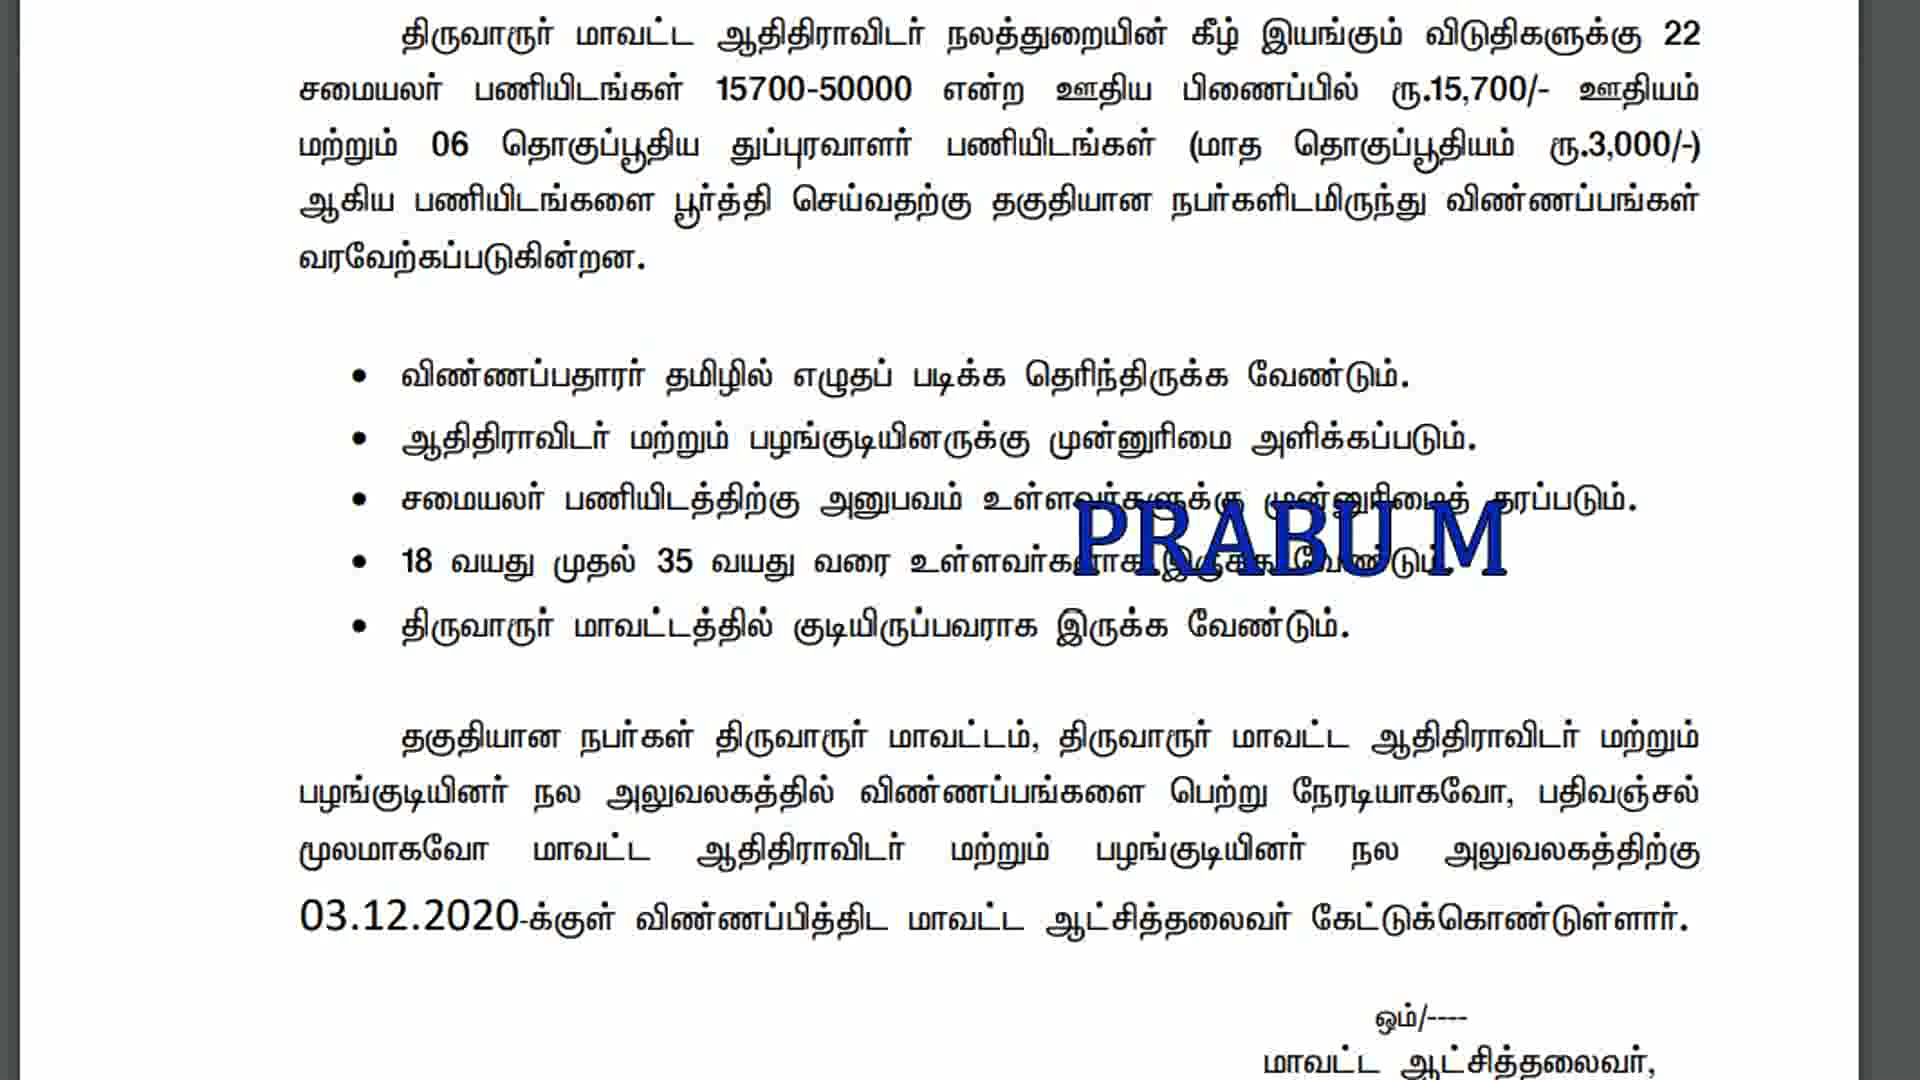 திருவாரூர் மாவட்ட ஆதிதிராவிடர் நலத்துறையின் கீழ் இயங்கும் விடுதிகளுக்கு 22
சமையலர் பணியிடங்கள் 15700-50000 என்ற ஊதிய பிணைப்பில் ரூ.15,700/- ஊதியம்
மற்றும் 06 தொகுப்பூதிய துப்புரவாளர் பணியிடங்கள் (மாத தொகுப்பூதியம் ரூ.3,000/-)
ஆகிய பணியிடங்களை பூர்த்தி செய்வதற்கு தகுதியான நபர்களிடமிருந்து விண்ணப்பங்கள்
வரவேற்கப்படுகின்றன.
• விண்ணப்பதாரர் தமிழில் எழுதப் படிக்க தெரிந்திருக்க வேண்டும்.
• ஆதிதிராவிடர் மற்றும் பழங்குடியினருக்கு முன்னுரிமை அளிக்கப்படும்.
• சமையலர் பணியிடத்திற்கு அனுபவம் உள்ளவர்களுக்கு முன்னுரிமைத் தரப்படும்.
PRABU M
• 18 வயது முதல் 35 வயது வரை உள்ளவர்களாக இருக்க வேண்டும்.
• திருவாரூர் மாவட்டத்தில் குடியிருப்பவராக இருக்க வேண்டும்.
தகுதியான நபர்கள் திருவாரூர் மாவட்டம், திருவாரூர் மாவட்ட ஆதிதிராவிடர் மற்றும்
பழங்குடியினர் நல அலுவலகத்தில் விண்ணப்பங்களை பெற்று நேரடியாகவோ, பதிவஞ்சல்
மூலமாகவோ மாவட்ட ஆதிதிராவிடர் மற்றும் பழங்குடியினர் நல அலுவலகத்திற்கு
03.12.2020-க்குள் விண்ணப்பித்திட மாவட்ட ஆட்சித்தலைவர் கேட்டுக்கொண்டுள்ளார்.
ஒம்/----
மாவட்ட ஆட்சித்தலைவர்,